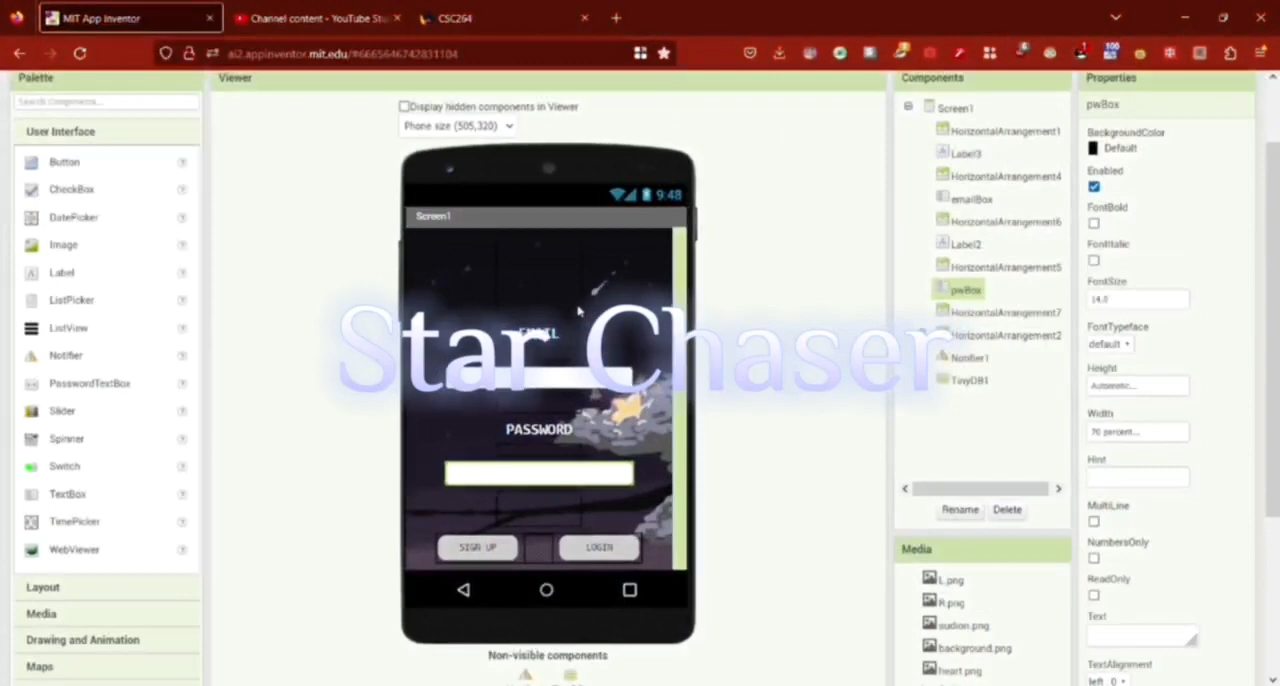 MIT App Inventor
Channel content - YouTube Stu
CSC264
ai2.appinventor.mit.edu/#6665646742831104
100
Palette
Viewer
Components
Properties
Search Components...
User Interface
Button
CheckBox
DatePicker
Image
Label
ListPicker
ListView
Notifier
PasswordTextBox
Slider
Spinner
Switch
TextBox
TimePicker
WebViewer
Layout
Media
Drawing and Animation
Maps
Display hidden components in Viewer
Phone size (505,320)
9:48
Screen1
EMAIL
Star Chaser
PASSWORD
SIGN UP
LOGIN
Non-visible components
Screen1
HorizontalArrangement1
Label3
HorizontalArrangement4
emailBox
HorizontalArrangement6
Label2
HorizontalArrangement5
pwBox
HorizontalArrangement7
HorizontalArrangement2
Notifier1
TinyDB1
Rename
Delete
Media
L.png
R.png
audion.png
background.png
heart.png
pwBox
BackgroundColor
Default
Enabled
FontBold
FontItalic
FontSize
14.0
FontTypeface
default
Height
Automatic...
Width
70 percent...
Hint
MultiLine
NumbersOnly
ReadOnly
Text
TextAlignment
left : 0